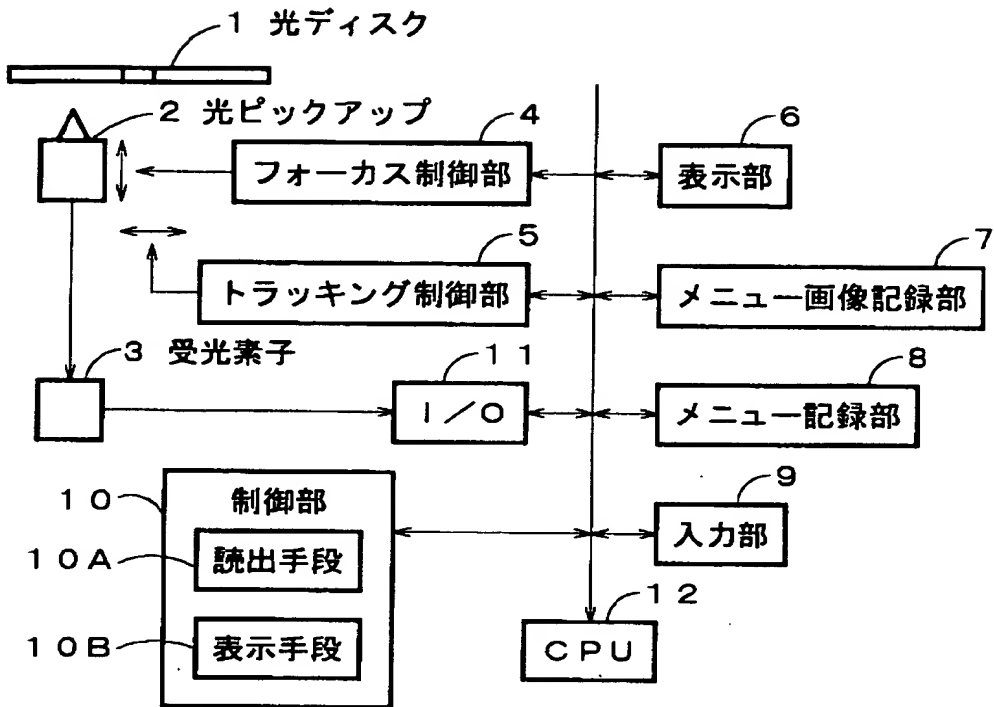 1 光ディスク
2 光ピックアップ
4
フォーカス制御部
6
表示部
5
トラッキング制御部
7
メニュー画像記録部
3 受光素子
11
I/O
8
メニュー記録部
10
制御部
9
入力部
10A
読出手段
12
CPU
10B
表示手段